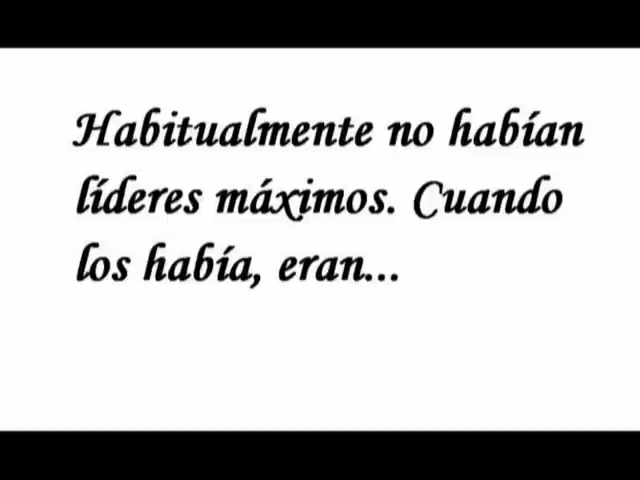 Habitualmente no habían
líderes máximos. Cuando
los había, eran...